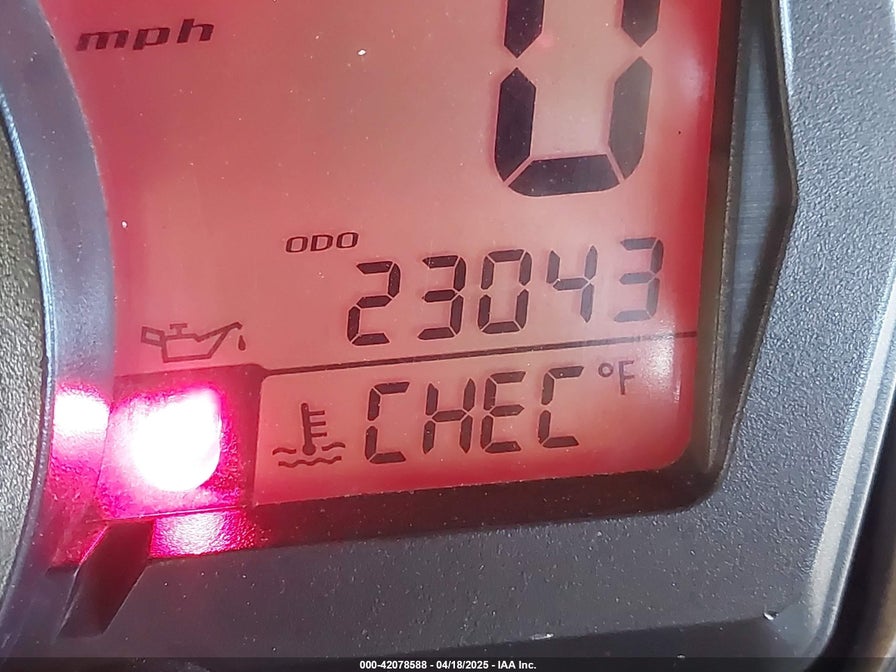 mph
0
ODO
23043
CHEC °F
000-42078588 - 04/18/2025 - IAA Inc.